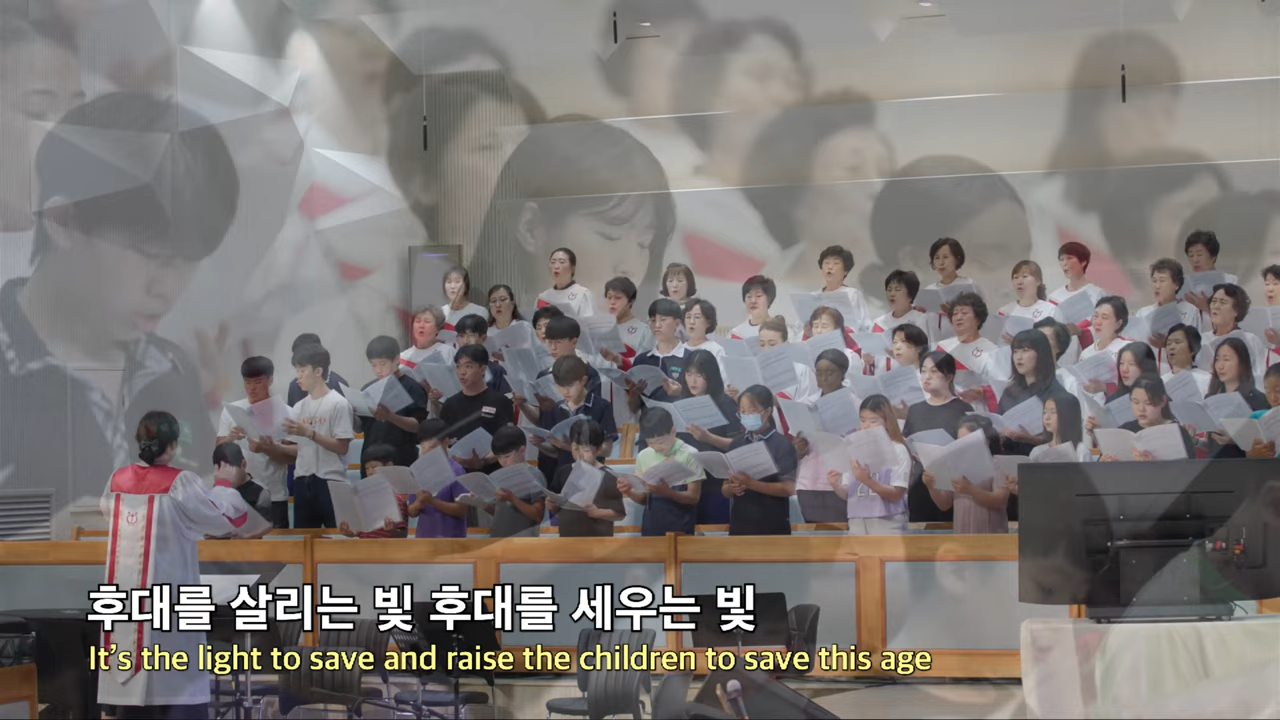 후대를 살리는 빛 후대를 세우는 빛
It's the light to save and raise the children to save this age